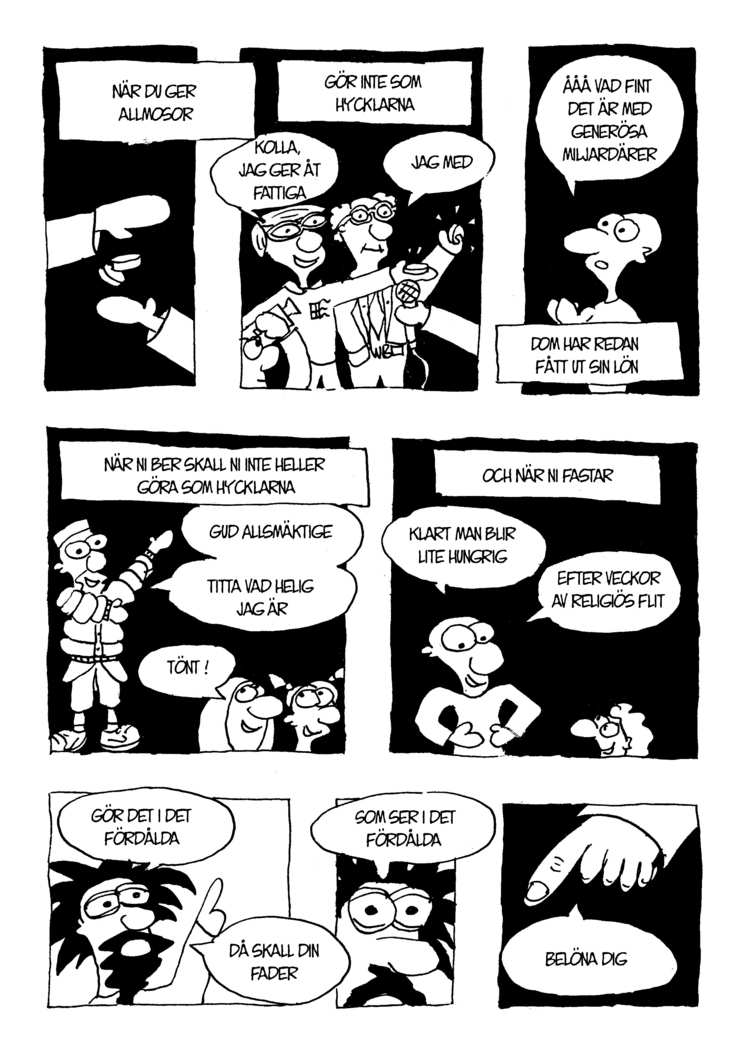 NÄR DU GER
ALLMOSOR
GÖR INTE SOM
HYCKLARNA
KOLLA,
JAG GER ÅT
FATTIGA
JAG MED
ÅÅÅ VAD FINT
DET ÄR MED
GENERÖSA
MILJARDÄRER
DOM HAR REDAN
FÅTT UT SIN LÖN
NÄR NI BER SKALL NI INTE HELLER
GÖRA SOM HYCKLARNA
GUD ALLSMÄKTIGE
TITTA VAD HELIG
JAG ÄR
TÖNT !
OCH NÄR NI FASTAR
KLART MAN BLIR
LITE HUNGRIG
EFTER VECKOR
AV RELIGIÖS FLIT
GÖR DET I DET
FÖRDÅLDA
DÅ SKALL DIN
FADER
SOM SER I DET
FÖRDÅLDA
BELÖNA DIG